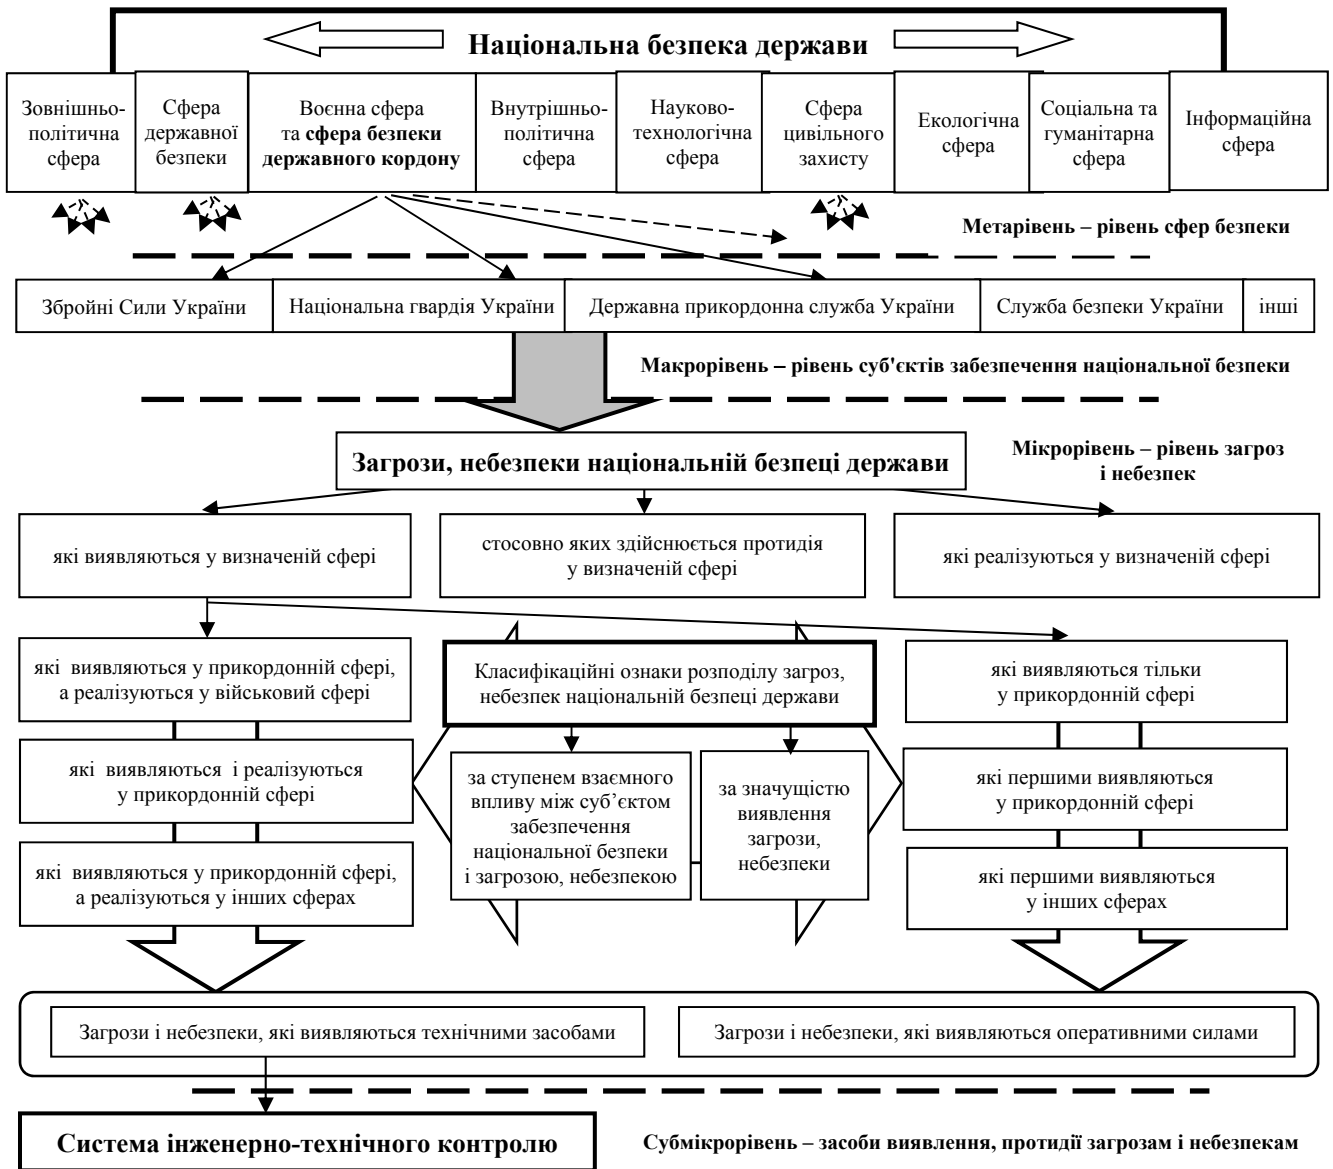 Національна безпека держави
Зовнішньо-
політична
сфера
Сфера
державної
безпеки
Воєнна сфера
та сфера безпеки
державного кордону
Внутрішньо-
політична
сфера
Науково-
технологічна
сфера
Сфера
цивільного
захисту
Екологічна
сфера
Соціальна та
гуманітарна
сфера
Інформаційна
сфера
Метарівень – рівень сфер безпеки
Збройні Сили України
Національна гвардія України
Державна прикордонна служба України
Служба безпеки України
інші
Макрорівень – рівень суб'єктів забезпечення національної безпеки
Загрози, небезпеки національній безпеці держави
Мікрорівень – рівень загроз
і небезпек
які виявляються у визначеній сфері
стосовно яких здійснюється протидія
у визначеній сфері
які реалізуються у визначеній сфері
які виявляються у прикордонній сфері,
а реалізуються у військовий сфері
Класифікаційні ознаки розподілу загроз,
небезпек національній безпеці держави
які виявляються тільки
у прикордонній сфері
які виявляються і реалізуються
у прикордонній сфері
за ступенем взаємного
впливу між суб’єктом
забезпечення
національної безпеки
і загрозою, небезпекою
за значущістю
виявлення
загрози,
небезпеки
які першими виявляються
у прикордонній сфері
які виявляються у прикордонній сфері,
а реалізуються у інших сферах
які першими виявляються
у інших сферах
Загрози і небезпеки, які виявляються технічними засобами
Загрози і небезпеки, які виявляються оперативними силами
Система інженерно-технічного контролю
Субмікрорівень – засоби виявлення, протидії загрозам і небезпекам